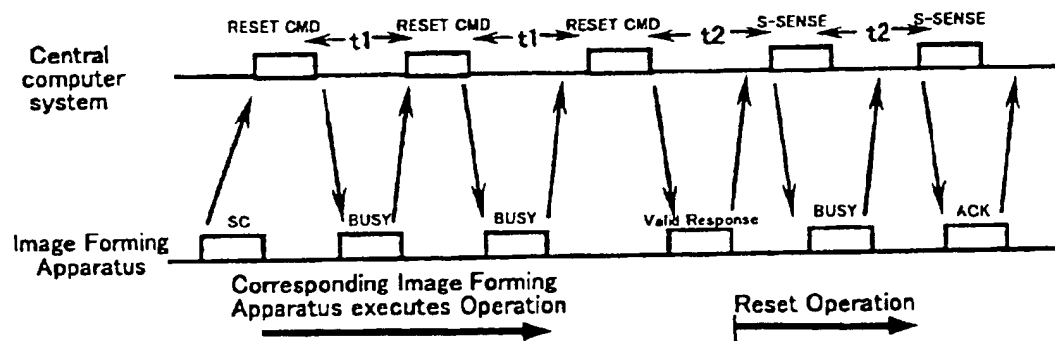 RESET CMD RESET CMD RESET CMD S-SENSE S-SENSE
t1 t1 t2 t2
Central
computer
system
SC BUSY BUSY Valid Response BUSY ACK
Image Forming
Apparatus
Corresponding Image Forming
Apparatus executes Operation
Reset Operation